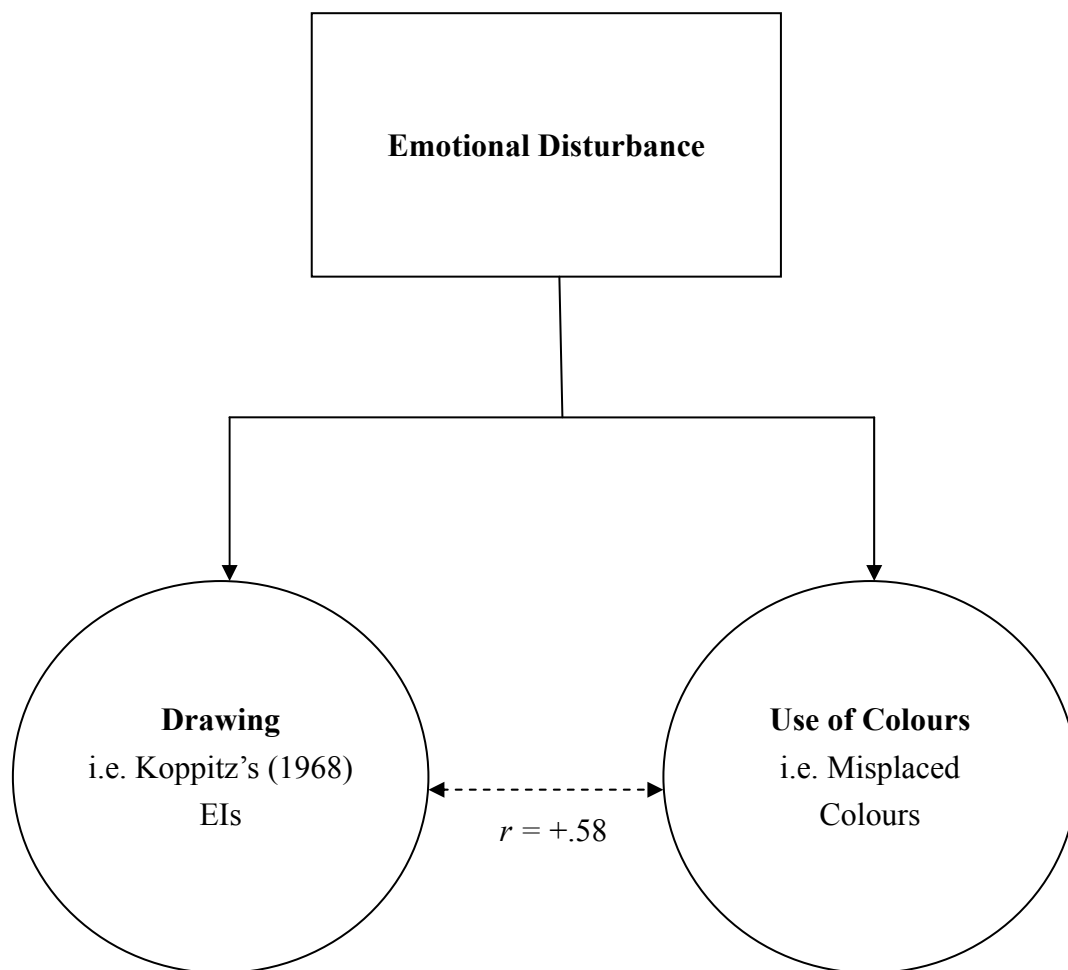 Emotional Disturbance
Drawing
i.e. Koppitz’s (1968)
EIs
r = +.58
Use of Colours
i.e. Misplaced
Colours